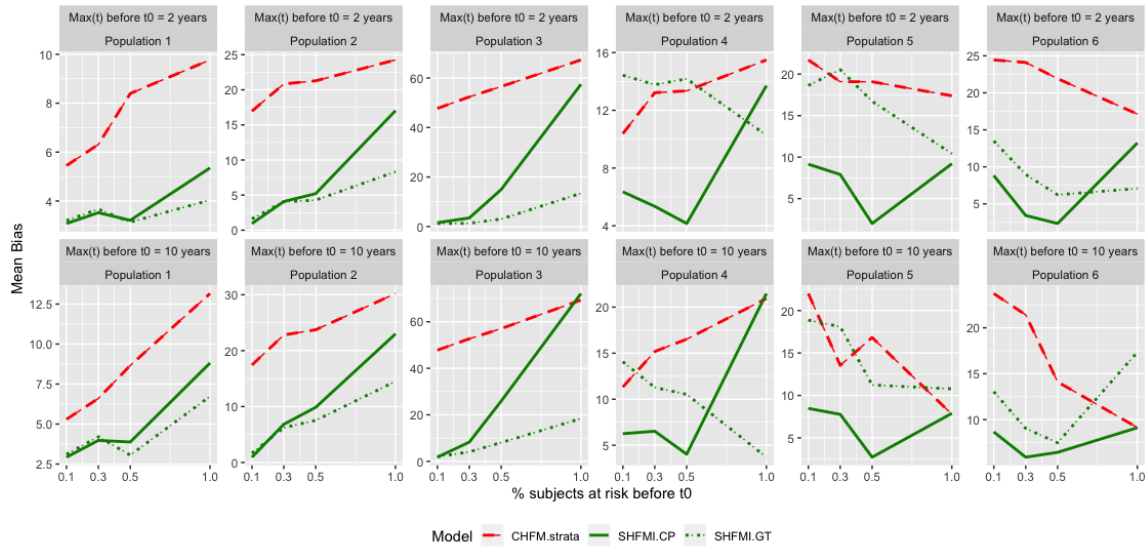 Max(t) before t0 = 2 years
Max(t) before t0 = 2 years
Max(t) before t0 = 2 years
Max(t) before t0 = 2 years
Max(t) before t0 = 2 years
Max(t) before t0 = 2 years
Population 1
Population 2
Population 3
Population 4
Population 5
Population 6
10
8
6
4
25
20
15
10
5
0
60
40
20
0
16
12
8
4
20
15
10
5
25
20
15
10
5
Max(t) before t0 = 10 years
Max(t) before t0 = 10 years
Max(t) before t0 = 10 years
Max(t) before t0 = 10 years
Max(t) before t0 = 10 years
Max(t) before t0 = 10 years
Population 1
Population 2
Population 3
Population 4
Population 5
Population 6
12.5
10.0
7.5
5.0
2.5
30
20
10
0
60
40
20
0
20
15
10
5
20
15
10
5
20
15
10
0.1 0.3 0.5 1.0
0.1 0.3 0.5 1.0
0.1 0.3 0.5 1.0
0.1 0.3 0.5 1.0
0.1 0.3 0.5 1.0
0.1 0.3 0.5 1.0
Mean Bias
% subjects at risk before t0
Model CHFM.strata SHFMI.CP SHFMI.GT